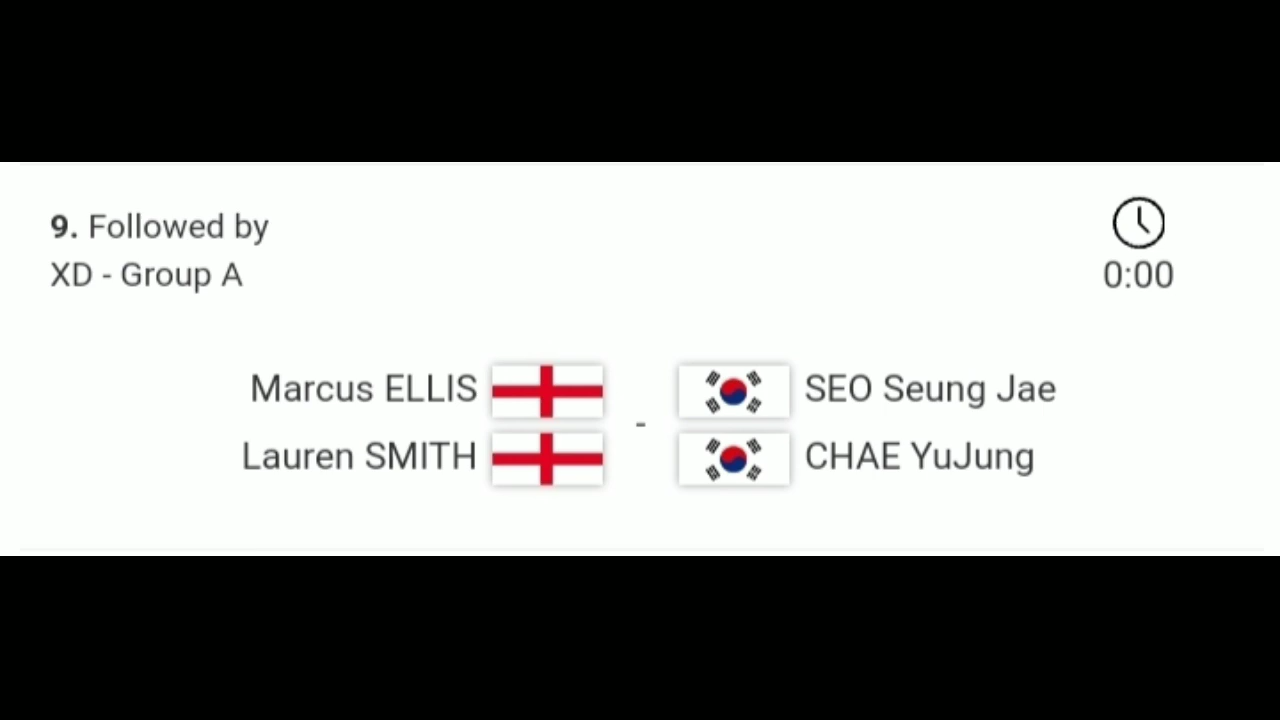 9. Followed by
XD - Group A
0:00
Marcus ELLIS - SEO Seung Jae
Lauren SMITH CHAE YuJung